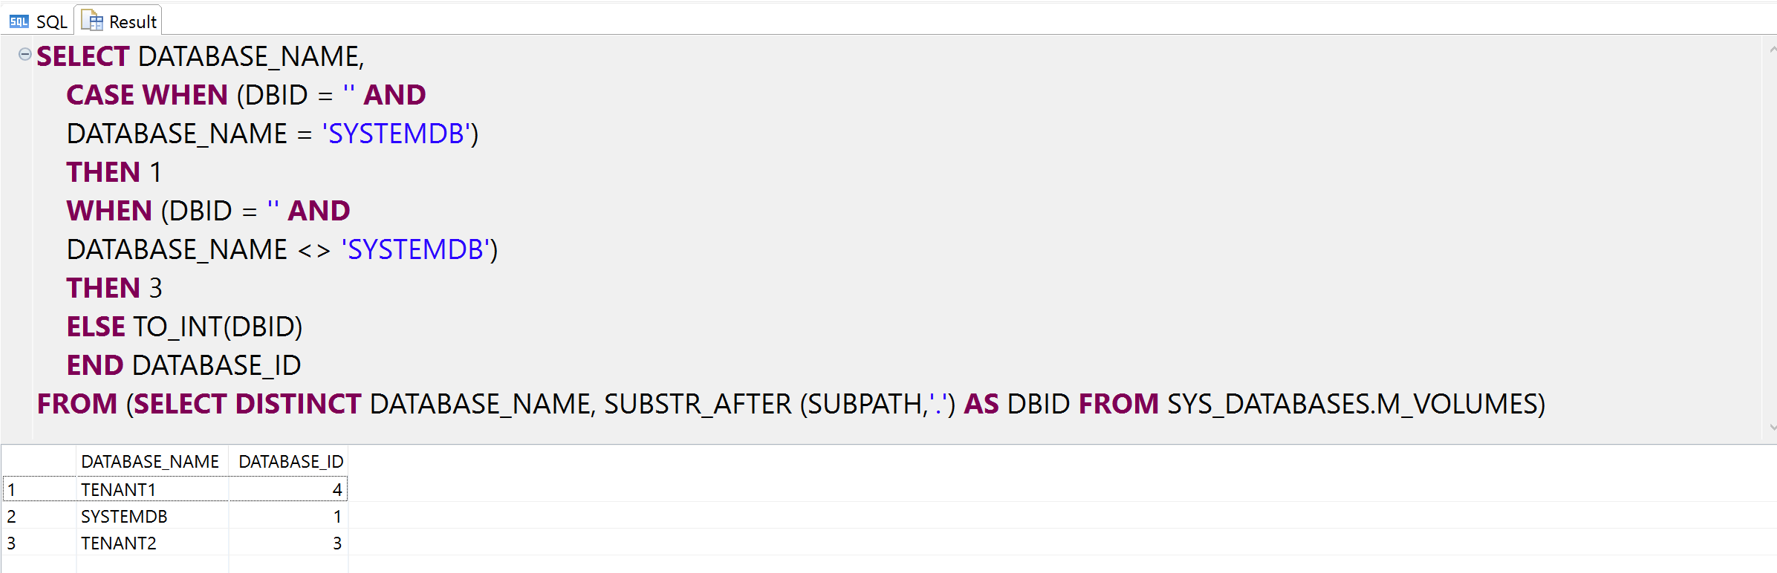 SQL Result
SELECT DATABASE_NAME,
CASE WHEN (DBID = '' AND
DATABASE_NAME = 'SYSTEMDB')
THEN 1
WHEN (DBID = '' AND
DATABASE_NAME <> 'SYSTEMDB')
THEN 3
ELSE TO_INT(DBID)
END DATABASE_ID
FROM (SELECT DISTINCT DATABASE_NAME, SUBSTR_AFTER (SUBPATH,'.') AS DBID FROM SYS_DATABASES.M_VOLUMES)
DATABASE_NAME DATABASE_ID
1 TENANT1 4
2 SYSTEMDB 1
3 TENANT2 3